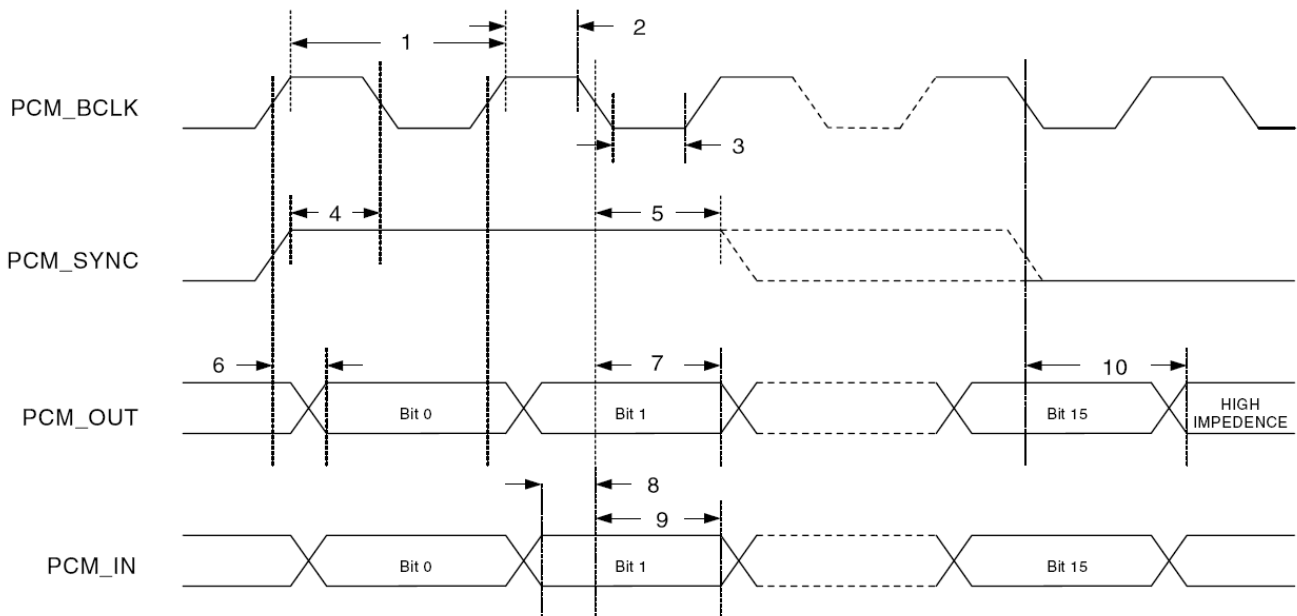 1
2
PCM_BCLK
3
4
5
PCM_SYNC
6
7
10
PCM_OUT
Bit 0
Bit 1
Bit 15
HIGH
IMPEDENCE
8
9
PCM_IN
Bit 0
Bit 1
Bit 15